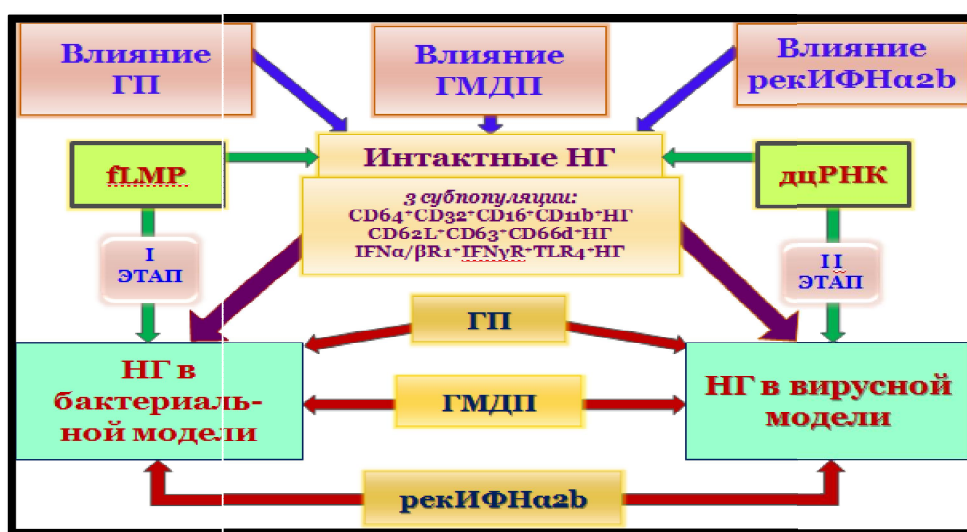 Влияние
ГП
Влияние
ГМДП
Влияние
рекИФНα2b
fLMP
Интактные НГ
дцРНК
3 субпопуляции:
CD64⁺CD32⁺CD16⁺CD11b⁺НГ
CD62L⁺CD63⁺CD66d⁺НГ
IFNα/βR1⁺IFNγR⁺TLR4⁺НГ
I
ЭТАП
II
ЭТАП
ГП
НГ в
бактериаль-
ной модели
ГМДП
НГ в вирусной
модели
рекИФНα2b